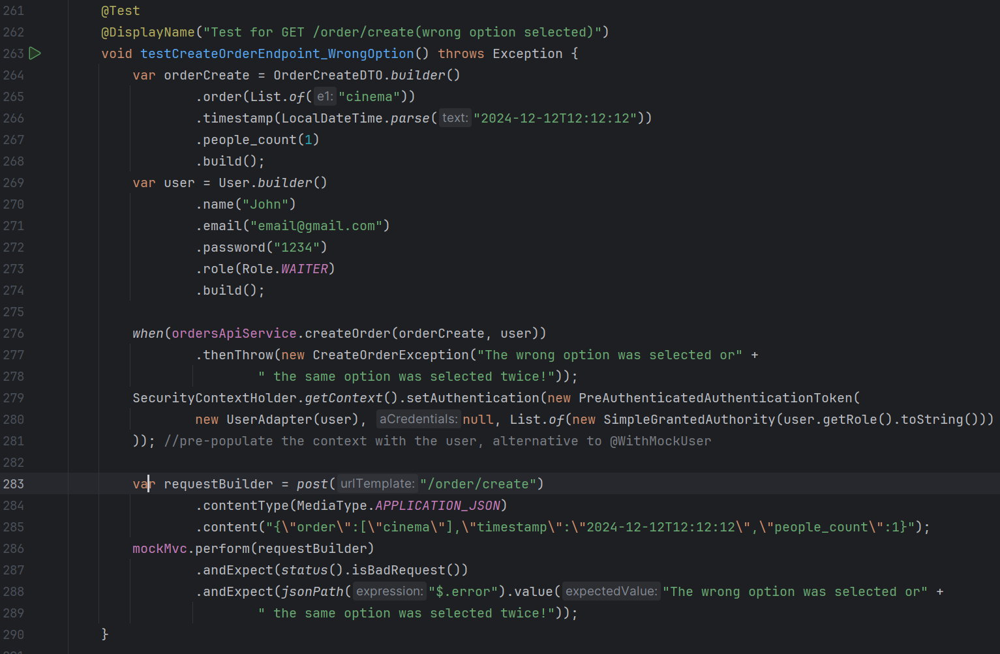 261 @Test
262 @DisplayName("Test for GET /order/create(wrong option selected)")
263 void testCreateOrderEndpoint_WrongOption() throws Exception {
264 var orderCreate = OrderCreateDTO.builder()
265 .order(List.of( e1: "cinema"))
266 .timestamp(LocalDateTime.parse( text: "2024-12-12T12:12:12"))
267 .people_count(1)
268 .build();
269 var user = User.builder()
270 .name("John")
271 .email("email@gmail.com")
272 .password("1234")
273 .role(Role.WAITER)
274 .build();
275
276 when(ordersApiService.createOrder(orderCreate, user))
277 .thenThrow(new CreateOrderException("The wrong option was selected or" +
278 " the same option was selected twice!"));
279 SecurityContextHolder.getContext().setAuthentication(new PreAuthenticatedAuthenticationToken(
280 new UserAdapter(user), aCredentials: null, List.of(new SimpleGrantedAuthority(user.getRole().toString()))
281 )); //pre-populate the context with the user, alternative to @WithMockUser
282
283 var requestBuilder = post( urlTemplate: "/order/create")
284 .contentType(MediaType.APPLICATION_JSON)
285 .content("{\"order\":[\"cinema\"],\"timestamp\":\"2024-12-12T12:12:12\",\"people_count\":1}");
286 mockMvc.perform(requestBuilder)
287 .andExpect(status().isBadRequest())
288 .andExpect(jsonPath( expression: "$.error").value( expectedValue: "The wrong option was selected or" +
289 " the same option was selected twice!"));
290 }